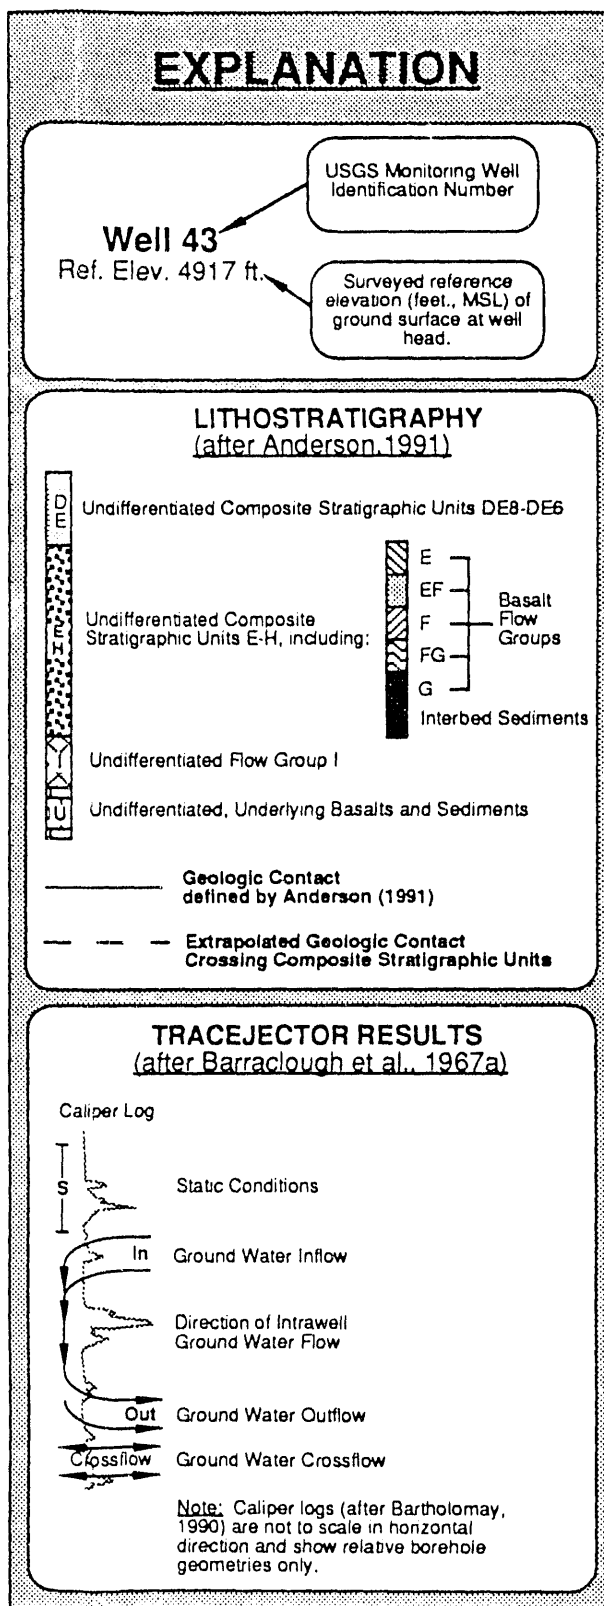 EXPLANATION
USGS Monitoring Well
Identification Number
Well 43
Ref. Elev. 4917 ft.
Surveyed reference
elevation (feet., MSL) of
ground surface at well
head.
LITHOSTRATIGRAPHY
(after Anderson,1991)
DE
Undifferentiated Composite Stratigraphic Units DE8-DE6
EH
Undifferentiated Composite
Stratigraphic Units E-H, including:
E
EF
F
FG
G
Basalt
Flow
Groups
Interbed Sediments
I
Undifferentiated Flow Group I
U
Undifferentiated, Underlying Basalts and Sediments
Geologic Contact
defined by Anderson (1991)
Extrapolated Geologic Contact
Crossing Composite Stratigraphic Units
TRACEJECTOR RESULTS
(after Barraclough et al., 1967a)
Caliper Log
S
Static Conditions
In
Ground Water Inflow
Direction of Intrawell
Ground Water Flow
Out
Ground Water Outflow
Crossflow
Ground Water Crossflow
Note: Caliper logs (after Bartholomay,
1990) are not to scale in horizontal
direction and show relative borehole
geometries only.